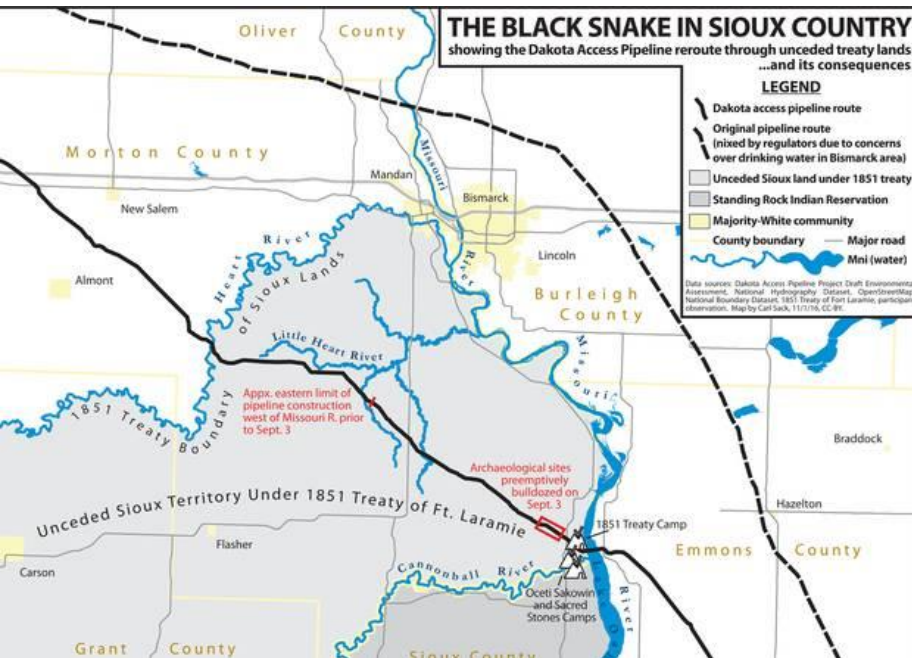 THE BLACK SNAKE IN SIOUX COUNTRY
showing the Dakota Access Pipeline reroute through unceded treaty lands
...and its consequences
LEGEND
Dakota access pipeline route
Original pipeline route
(nixed by regulators due to concerns
over drinking water in Bismarck area)
Unceded Sioux land under 1851 treaty
Standing Rock Indian Reservation
Majority-White community
County boundary
Major road
Mni (water)
Data sources: Dakota Access Pipeline Project Draft Environmenta
Assessment, National Hydrography Dataset, OpenStreetMap
National Boundary Dataset, 1851 Treaty of Fort Laramie, participan
observation. Map by Carl Sack, 11/1/16, CC-BY.
Oliver County
Morton County
Missouri
Mandan
Bismarck
New Salem
River
Lincoln
Heart River
of Sioux Lands
Almont
Burleigh
County
Little Heart River
Missouri
1851 Treaty Boundary
Appx. eastern limit of
pipeline construction
west of Missouri R. prior
to Sept. 3
Braddock
Archaeological sites
preemptively
bulldozed on
Sept. 3
Hazelton
Unceded Sioux Territory Under 1851 Treaty of Ft. Laramie
1851 Treaty Camp
Flasher
Emmons County
Carson
Cannonball River
Oceti Sakowin
and Sacred
Stones Camps
River
Grant County
Sioux County